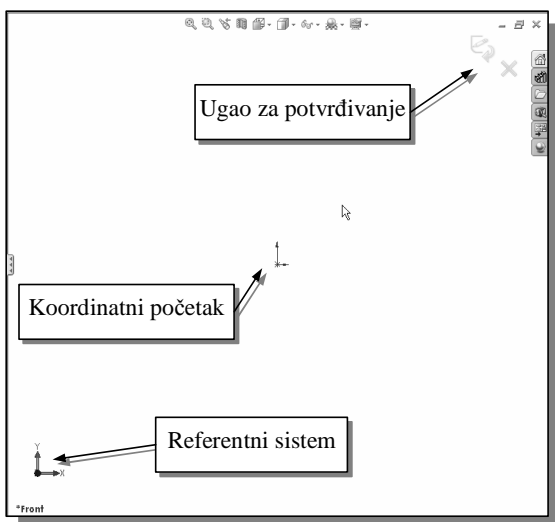 Ugao za potvrđivanje
Koordinatni početak
Y
Referentni sistem
X
*Front